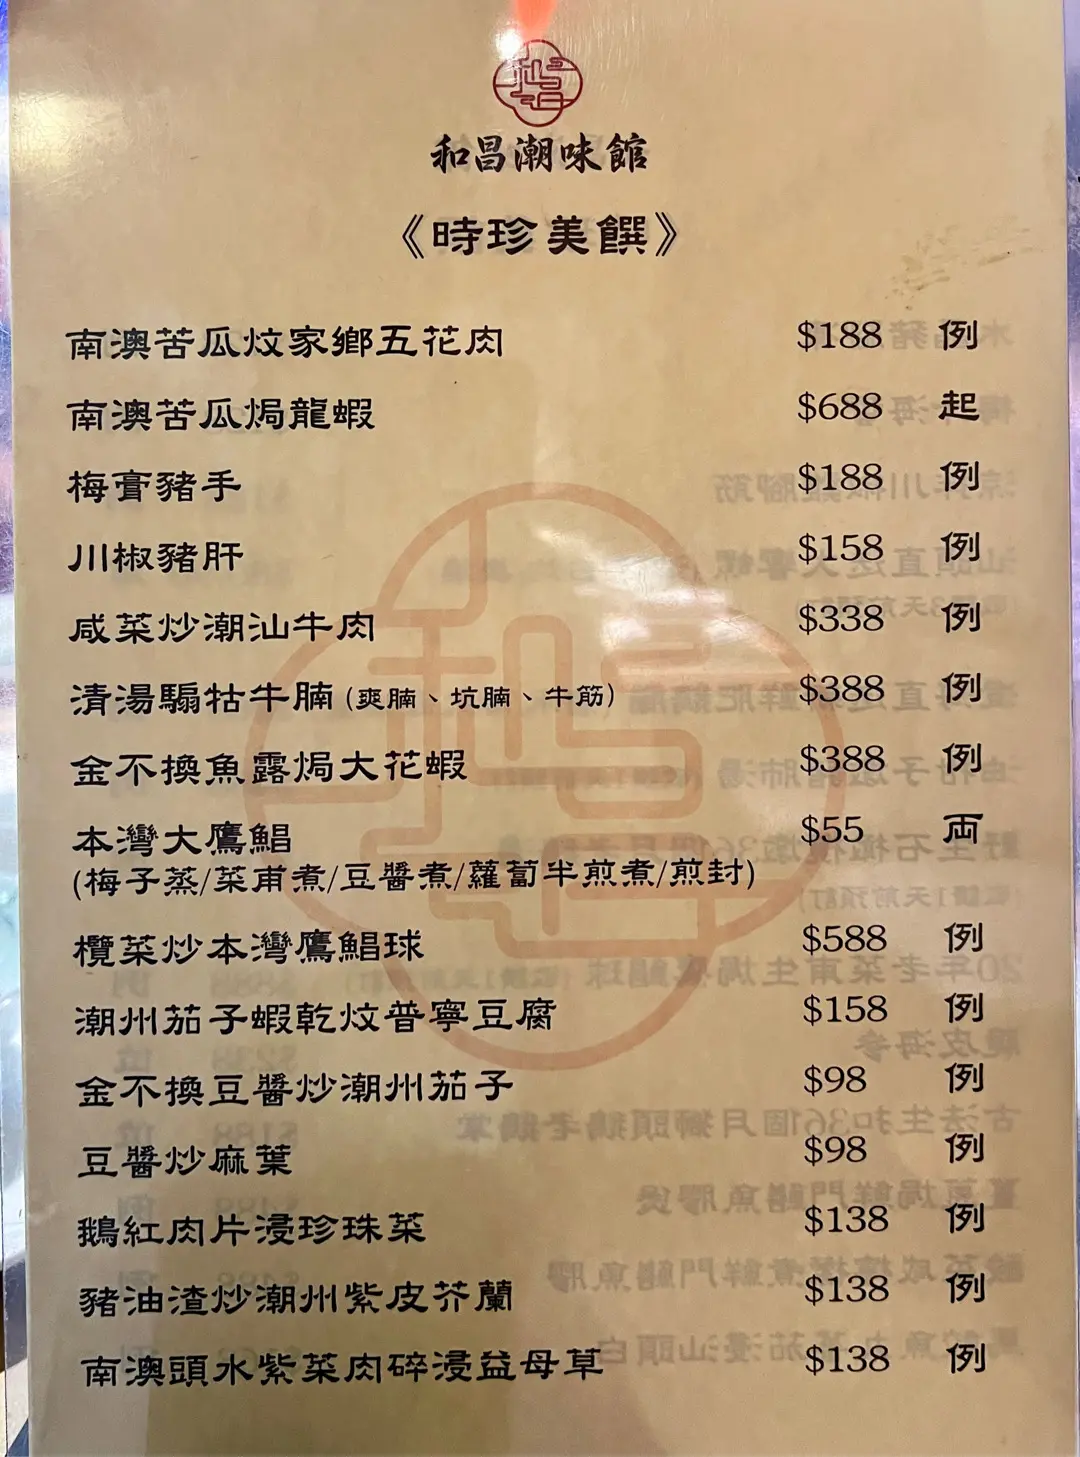 和昌潮味館
《時珍美饌》
南澳苦瓜炆家鄉五花肉 $188 例
南澳苦瓜焗龍蝦 $688 起
梅膏豬手 $188 例
川椒豬肝 $158 例
咸菜炒潮汕牛肉 $338 例
清湯騸牯牛腩(爽腩、坑腩、牛筋) $388 例
金不換魚露焗大花蝦 $388 例
本灣大鷹鯧 $55 両
(梅子蒸/菜甫煮/豆醬煮/蘿蔔半煎煮/煎封)
欖菜炒本灣鷹鯧球 $588 例
潮州茄子蝦乾炆普寧豆腐 $158 例
金不換豆醬炒潮州茄子 $98 例
豆醬炒麻葉 $98 例
鵝紅肉片浸珍珠菜 $138 例
豬油渣炒潮州紫皮芥蘭 $138 例
南澳頭水紫菜肉碎浸益母草 $138 例